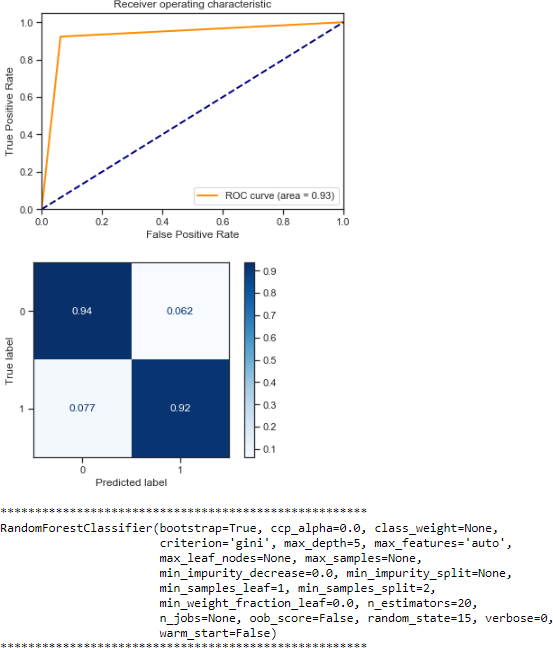 Receiver operating characteristic
1.0
0.8
0.6
0.4
0.2
0.0
True Positive Rate
ROC curve (area = 0.93)
0.0 0.2 0.4 0.6 0.8 1.0
False Positive Rate
0.94 0.062
0.077 0.92
0
1
True label
0 1
Predicted label
0.9
0.8
0.7
0.6
0.5
0.4
0.3
0.2
0.1
****************************************************
RandomForestClassifier(bootstrap=True, ccp_alpha=0.0, class_weight=None,
criterion='gini', max_depth=5, max_features='auto',
max_leaf_nodes=None, max_samples=None,
min_impurity_decrease=0.0, min_impurity_split=None,
min_samples_leaf=1, min_samples_split=2,
min_weight_fraction_leaf=0.0, n_estimators=20,
n_jobs=None, oob_score=False, random_state=15, verbose=0,
warm_start=False)
****************************************************